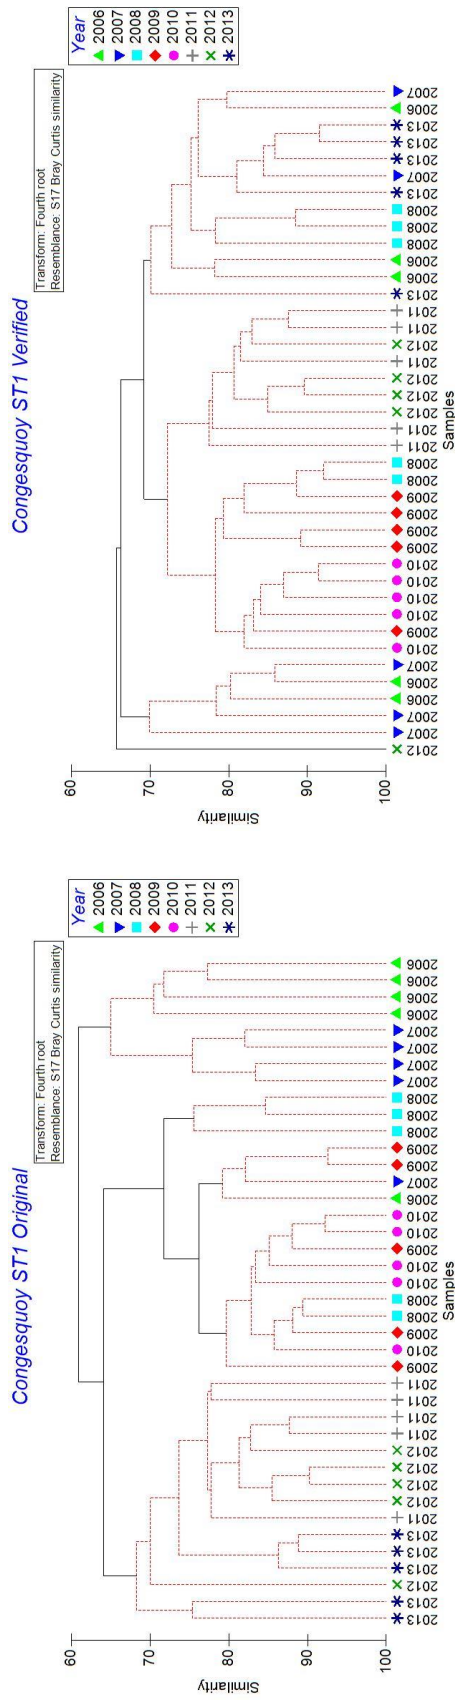 Congesquoy ST1 Original
Transform: Fourth root
Resemblance: S17 Bray Curtis similarity
Year
2006
2007
2008
2009
2010
2011
2012
2013
60
70
80
90
100
Similarity
2013 2013 2012 2013 2013 2013 2011 2012 2012 2012 2012 2011 2011 2011 2011 2009 2010 2009 2008 2008 2010 2010 2009 2010 2010 2006 2007 2009 2009 2008 2008 2008 2007 2007 2007 2007 2006 2006 2006 2006
Samples
Congesquoy ST1 Verified
Transform: Fourth root
Resemblance: S17 Bray Curtis similarity
Year
2006
2007
2008
2009
2010
2011
2012
2013
60
70
80
90
100
Similarity
2012 2007 2007 2006 2006 2007 2010 2009 2010 2010 2010 2010 2009 2009 2009 2009 2008 2008 2011 2011 2012 2012 2012 2011 2012 2011 2011 2013 2006 2006 2008 2008 2008 2013 2007 2013 2013 2013 2006 2007
Samples